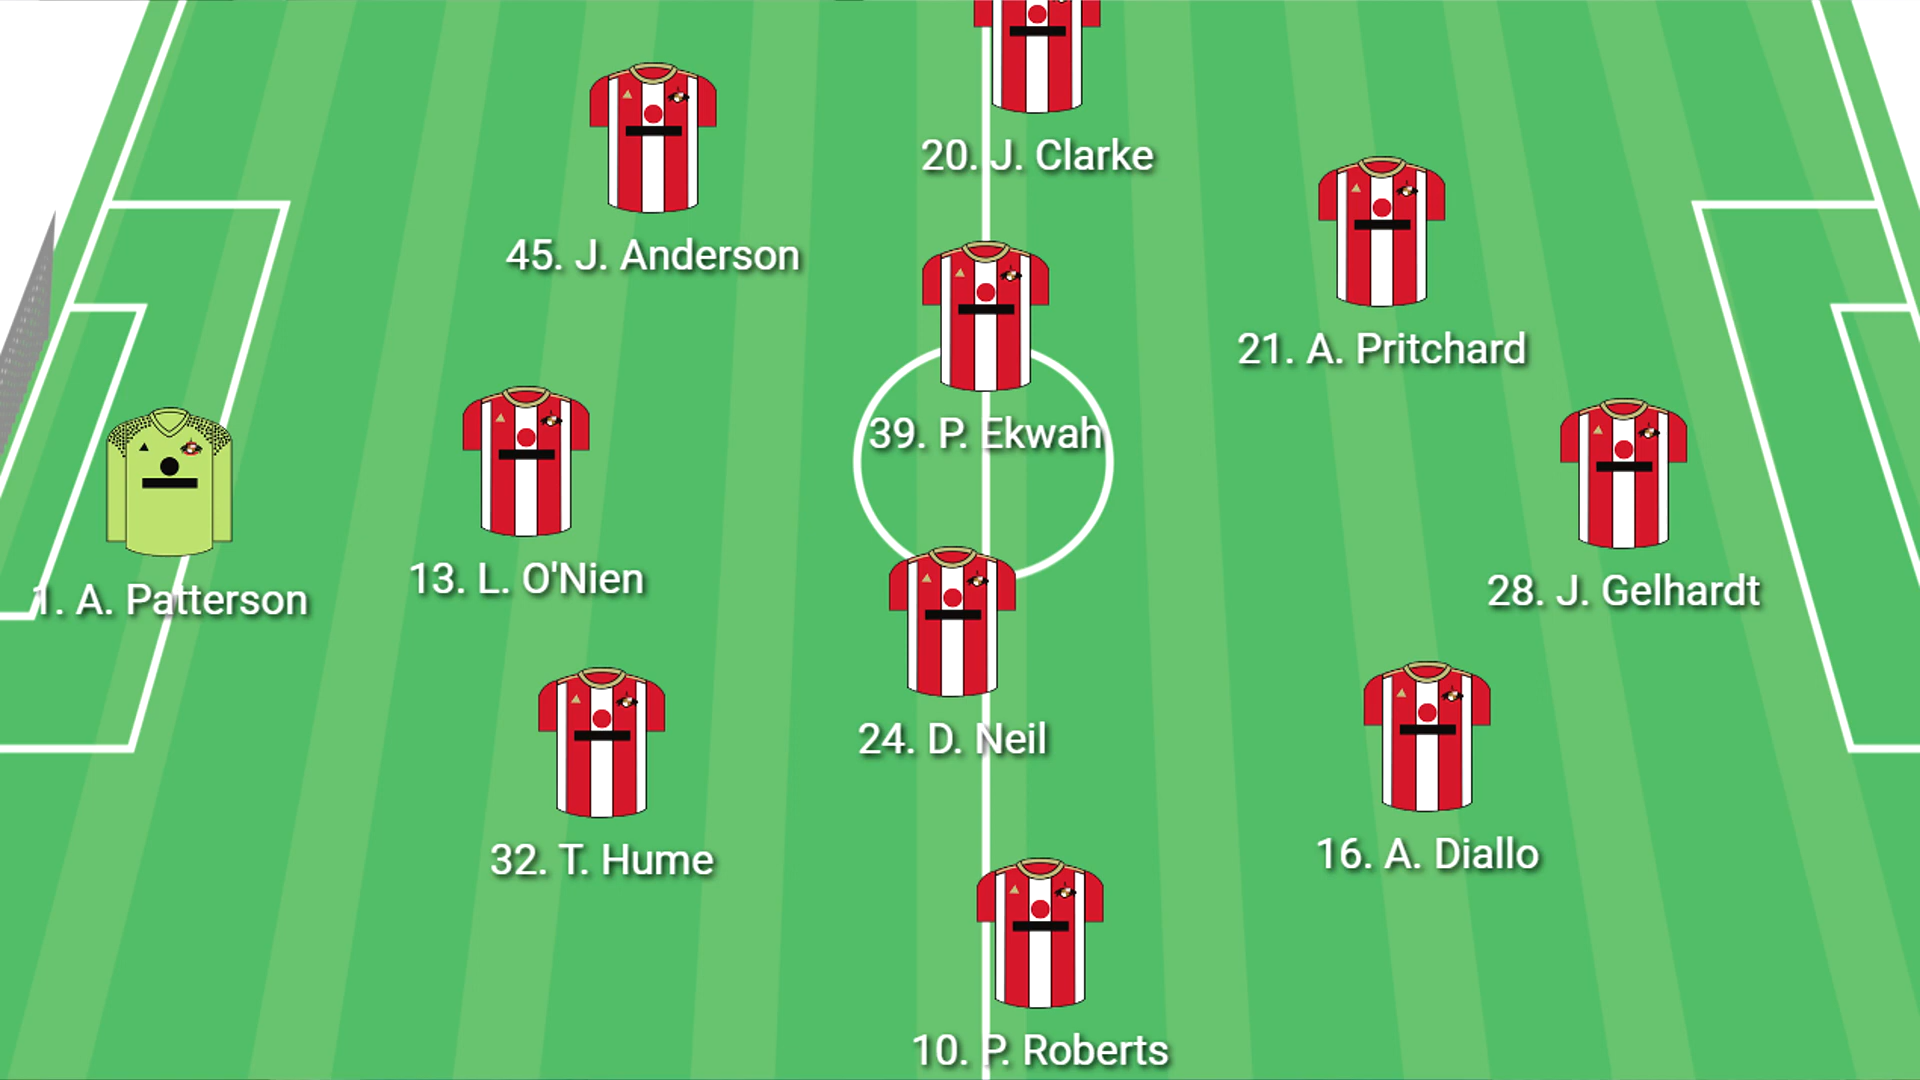 20. J. Clarke
45. J. Anderson
21. A. Pritchard
39. P. Ekwah
13. L. O'Nien
28. J. Gelhardt
1. A. Patterson
24. D. Neil
32. T. Hume
16. A. Diallo
10. P. Roberts